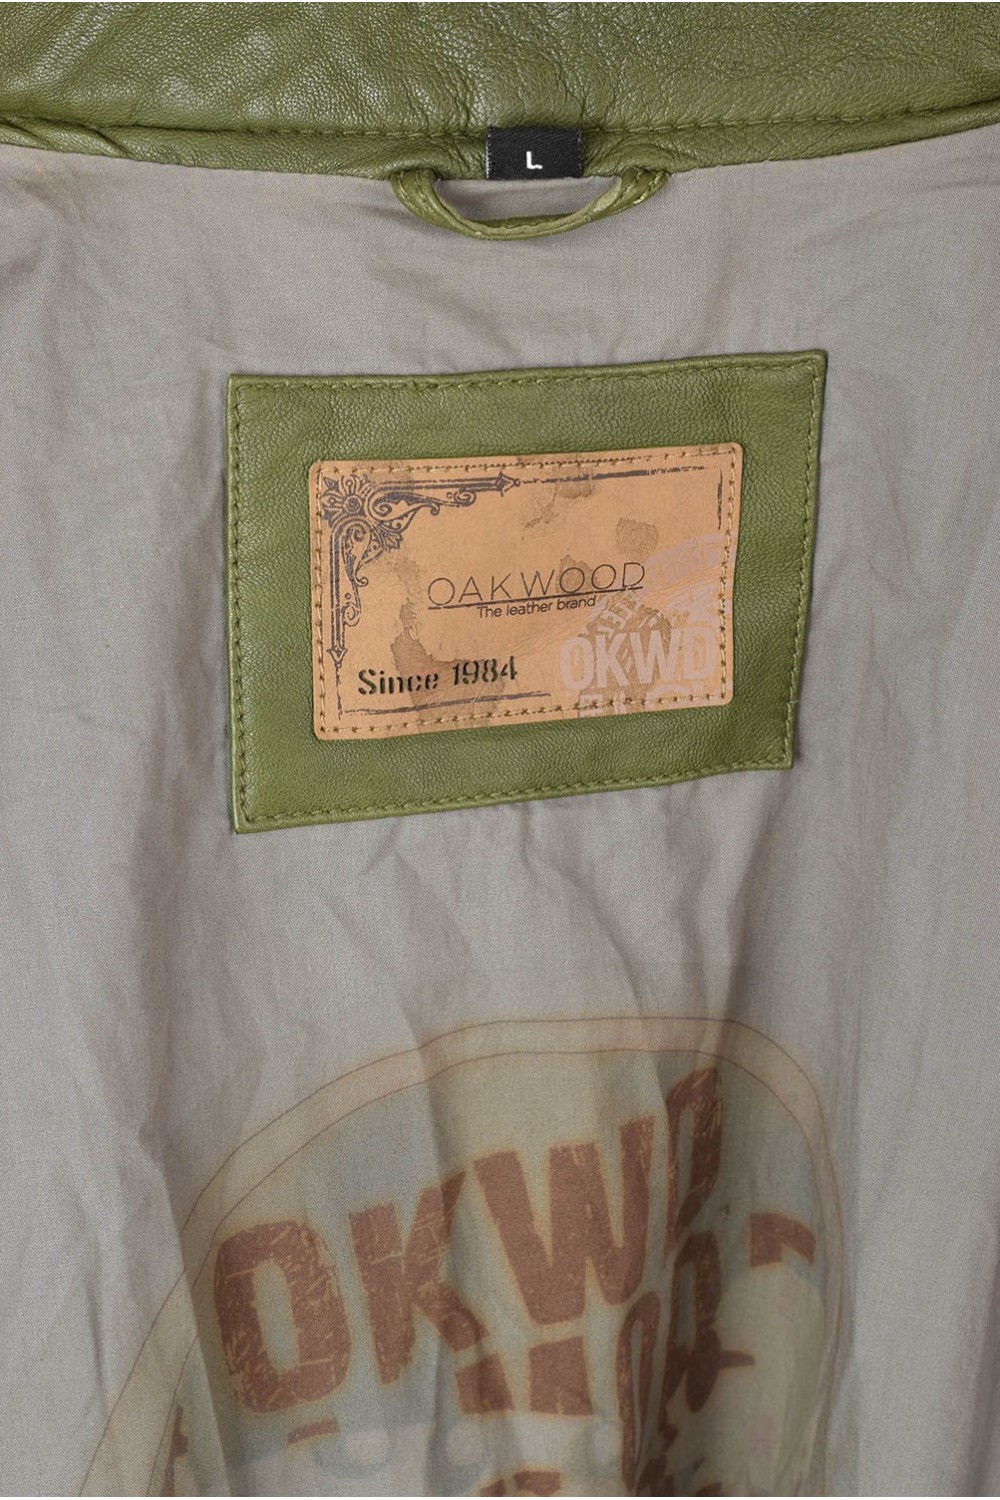 L
OAKWOOD
The leather brand
Since 1984
OKWD
OKWD